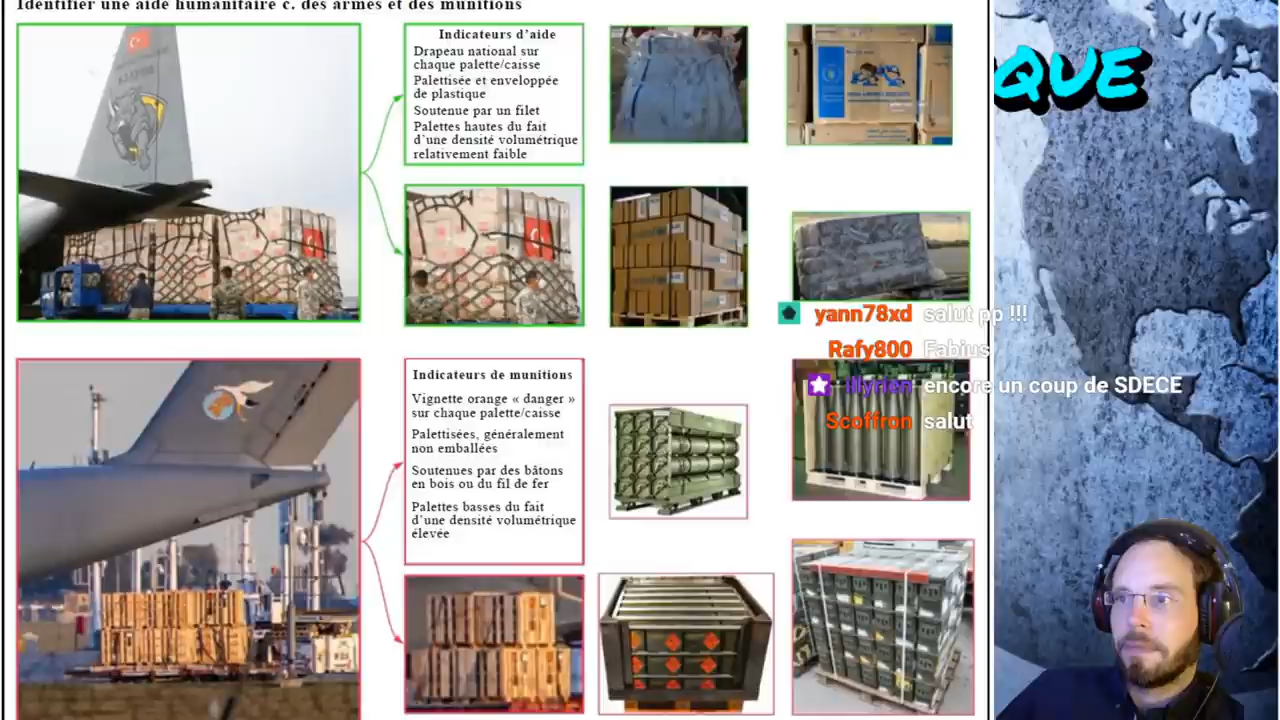 Identifier une aide humanitaire c. des armes et des munitions
Indicateurs d'aide
Drapeau national sur
chaque palette/caisse
Palettisée et enveloppée
de plastique
Soutenue par un filet
Palettes hautes du fait
d'une densité volumétrique
relativement faible
QUE
yann78xd salut pp !!!
Rafy800 Fabius
illyrien encore un coup de SDECE
Scoffron salut
Indicateurs de munitions
Vignette orange « danger »
sur chaque palette/caisse
Palettisées, généralement
non emballées
Soutenues par des bâtons
en bois ou du fil de fer
Palettes basses du fait
d'une densité volumétrique
élevée